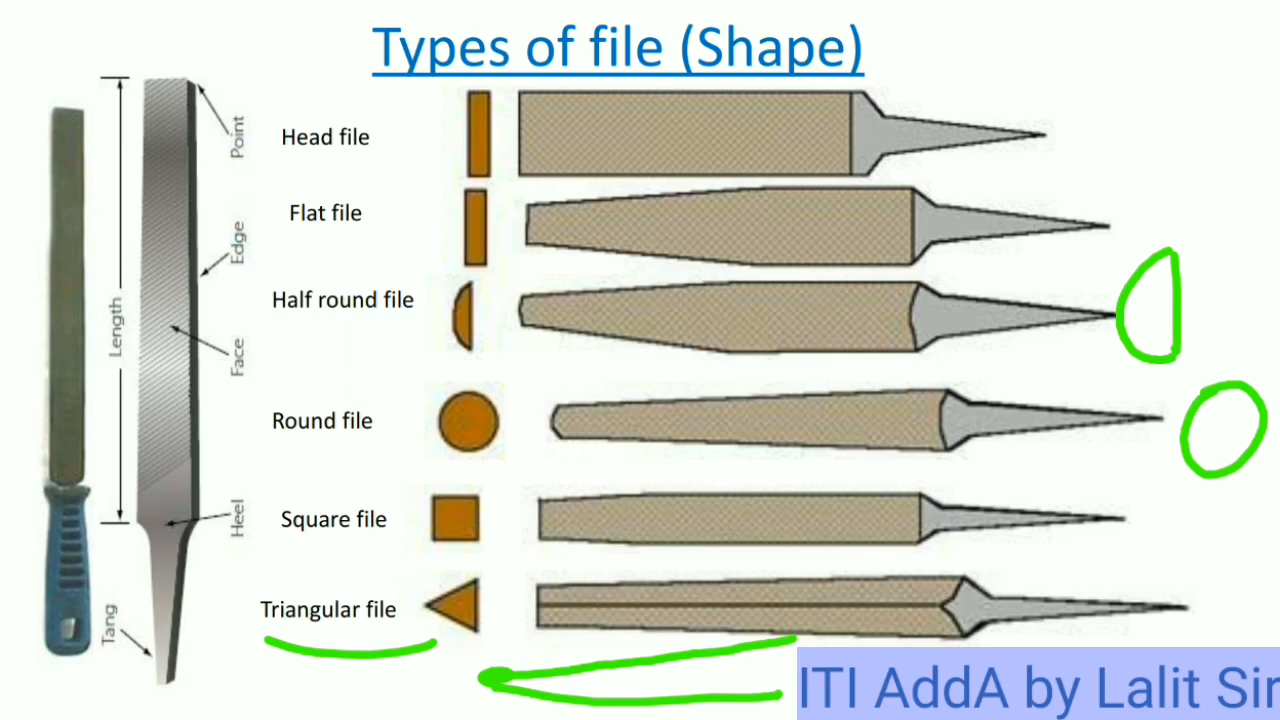 Types of file (Shape)
Point
Edge
Length
Face
Heel
Tang
Head file
Flat file
Half round file
Round file
Square file
Triangular file
ITI AddA by Lalit Sir